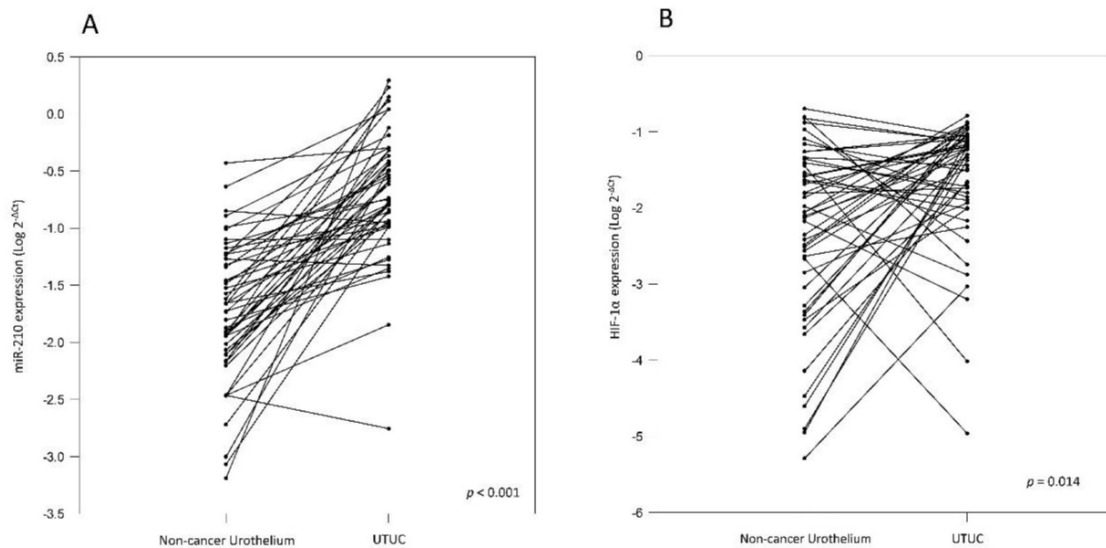 A
miR-210 expression (Log 2^-ΔCt)
0.5
0.0
-0.5
-1.0
-1.5
-2.0
-2.5
-3.0
-3.5
p < 0.001
Non-cancer Urothelium
UTUC
B
HIF-1α expression (Log 2^-ΔCt)
0
-1
-2
-3
-4
-5
-6
p = 0.014
Non-cancer Urothelium
UTUC